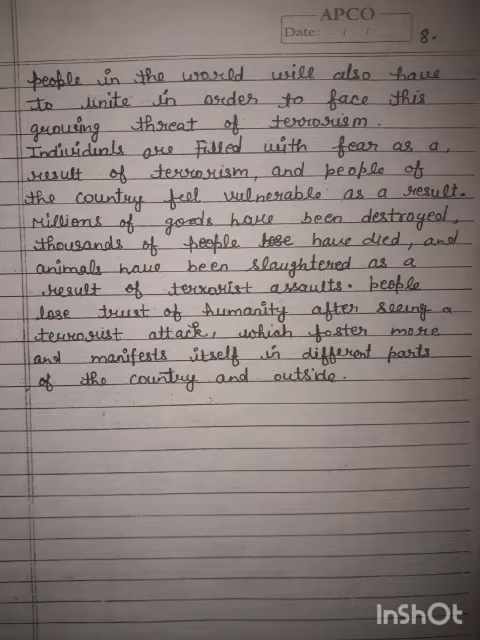 APCO
Date: / / 8.
people in the world will also have
to unite in order to face this
growing threat of terrorism.
Individuals are filled with fear as a,
result of terrorism, and people of
the country feel vulnerable as a result.
Millions of goods have been destroyed,
thousands of people lose have died, and
animals have been slaughtered as a
result of terrorist assaults. people
lose trust of humanity after seeing a
terrorist attack, which foster more
and manifests itself in different parts
of the country and outside.
InShOt